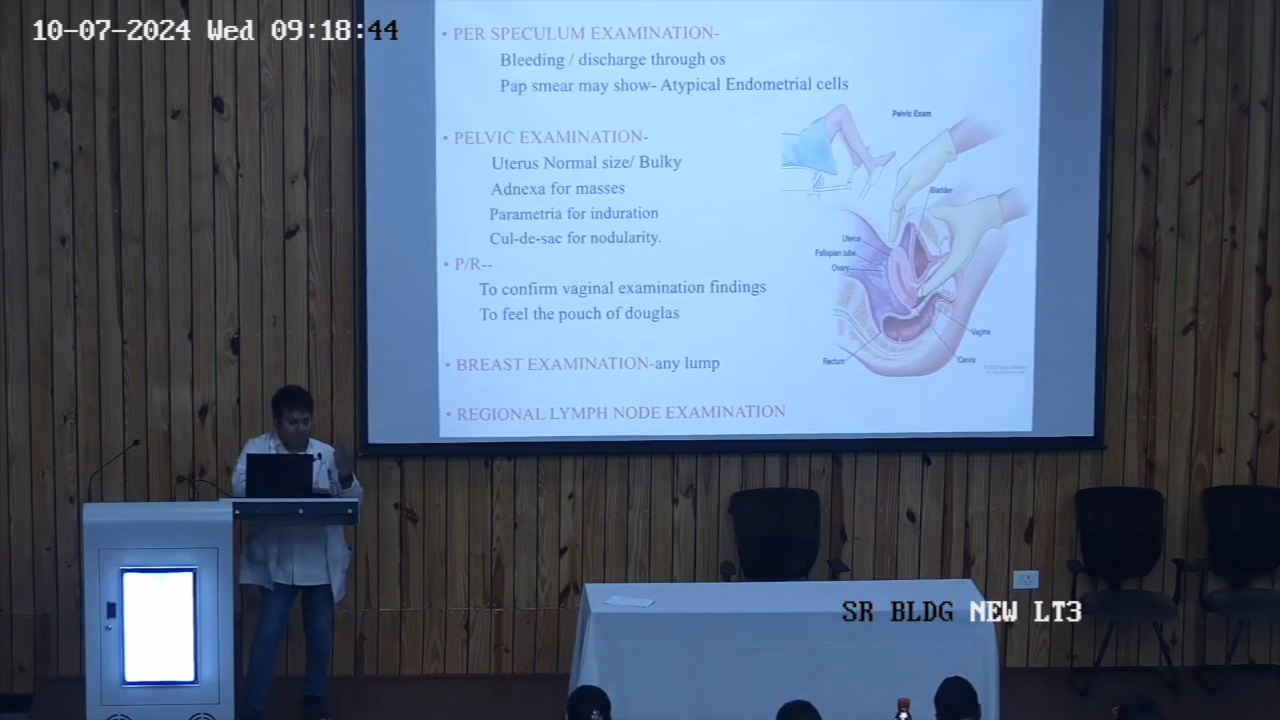 10-07-2024 Wed 09:18:44
• PER SPECULUM EXAMINATION-
Bleeding / discharge through os
Pap smear may show- Atypical Endometrial cells
• PELVIC EXAMINATION-
Uterus Normal size/ Bulky
Adnexa for masses
Parametria for induration
Cul-de-sac for nodularity.
• P/R--
To confirm vaginal examination findings
To feel the pouch of douglas
• BREAST EXAMINATION-any lump
• REGIONAL LYMPH NODE EXAMINATION
Pelvic Exam
Bladder
Uterus
Fallopian tube
Ovary
Vagina
Cervix
Rectum
SR BLDG NEW LT3